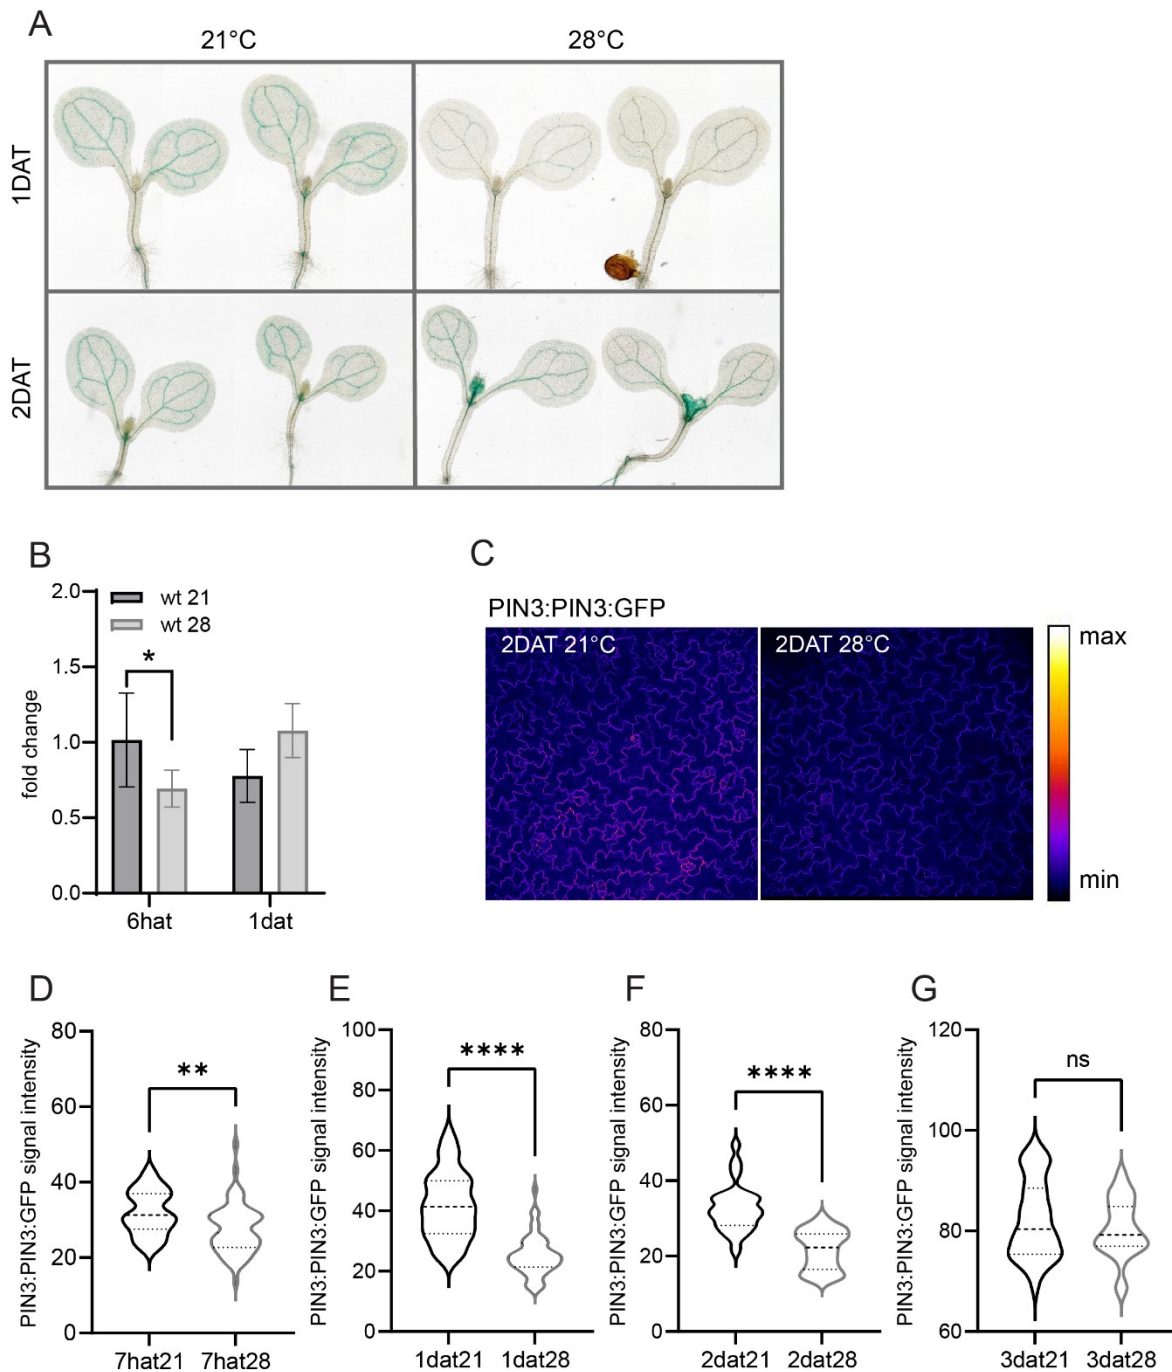 A
21°C
28°C
1DAT
2DAT
B
fold change
2.0
1.5
1.0
0.5
0.0
wt 21
wt 28
*
6hat
1dat
C
PIN3:PIN3:GFP
2DAT 21°C
2DAT 28°C
max
min
D
PIN3:PIN3:GFP signal intensity
80
60
40
20
0
**
7hat21
7hat28
E
PIN3:PIN3:GFP signal intensity
100
80
60
40
20
0
****
1dat21
1dat28
F
PIN3:PIN3:GFP signal intensity
80
60
40
20
0
****
2dat21
2dat28
G
PIN3:PIN3:GFP signal intensity
120
100
80
60
ns
3dat21
3dat28